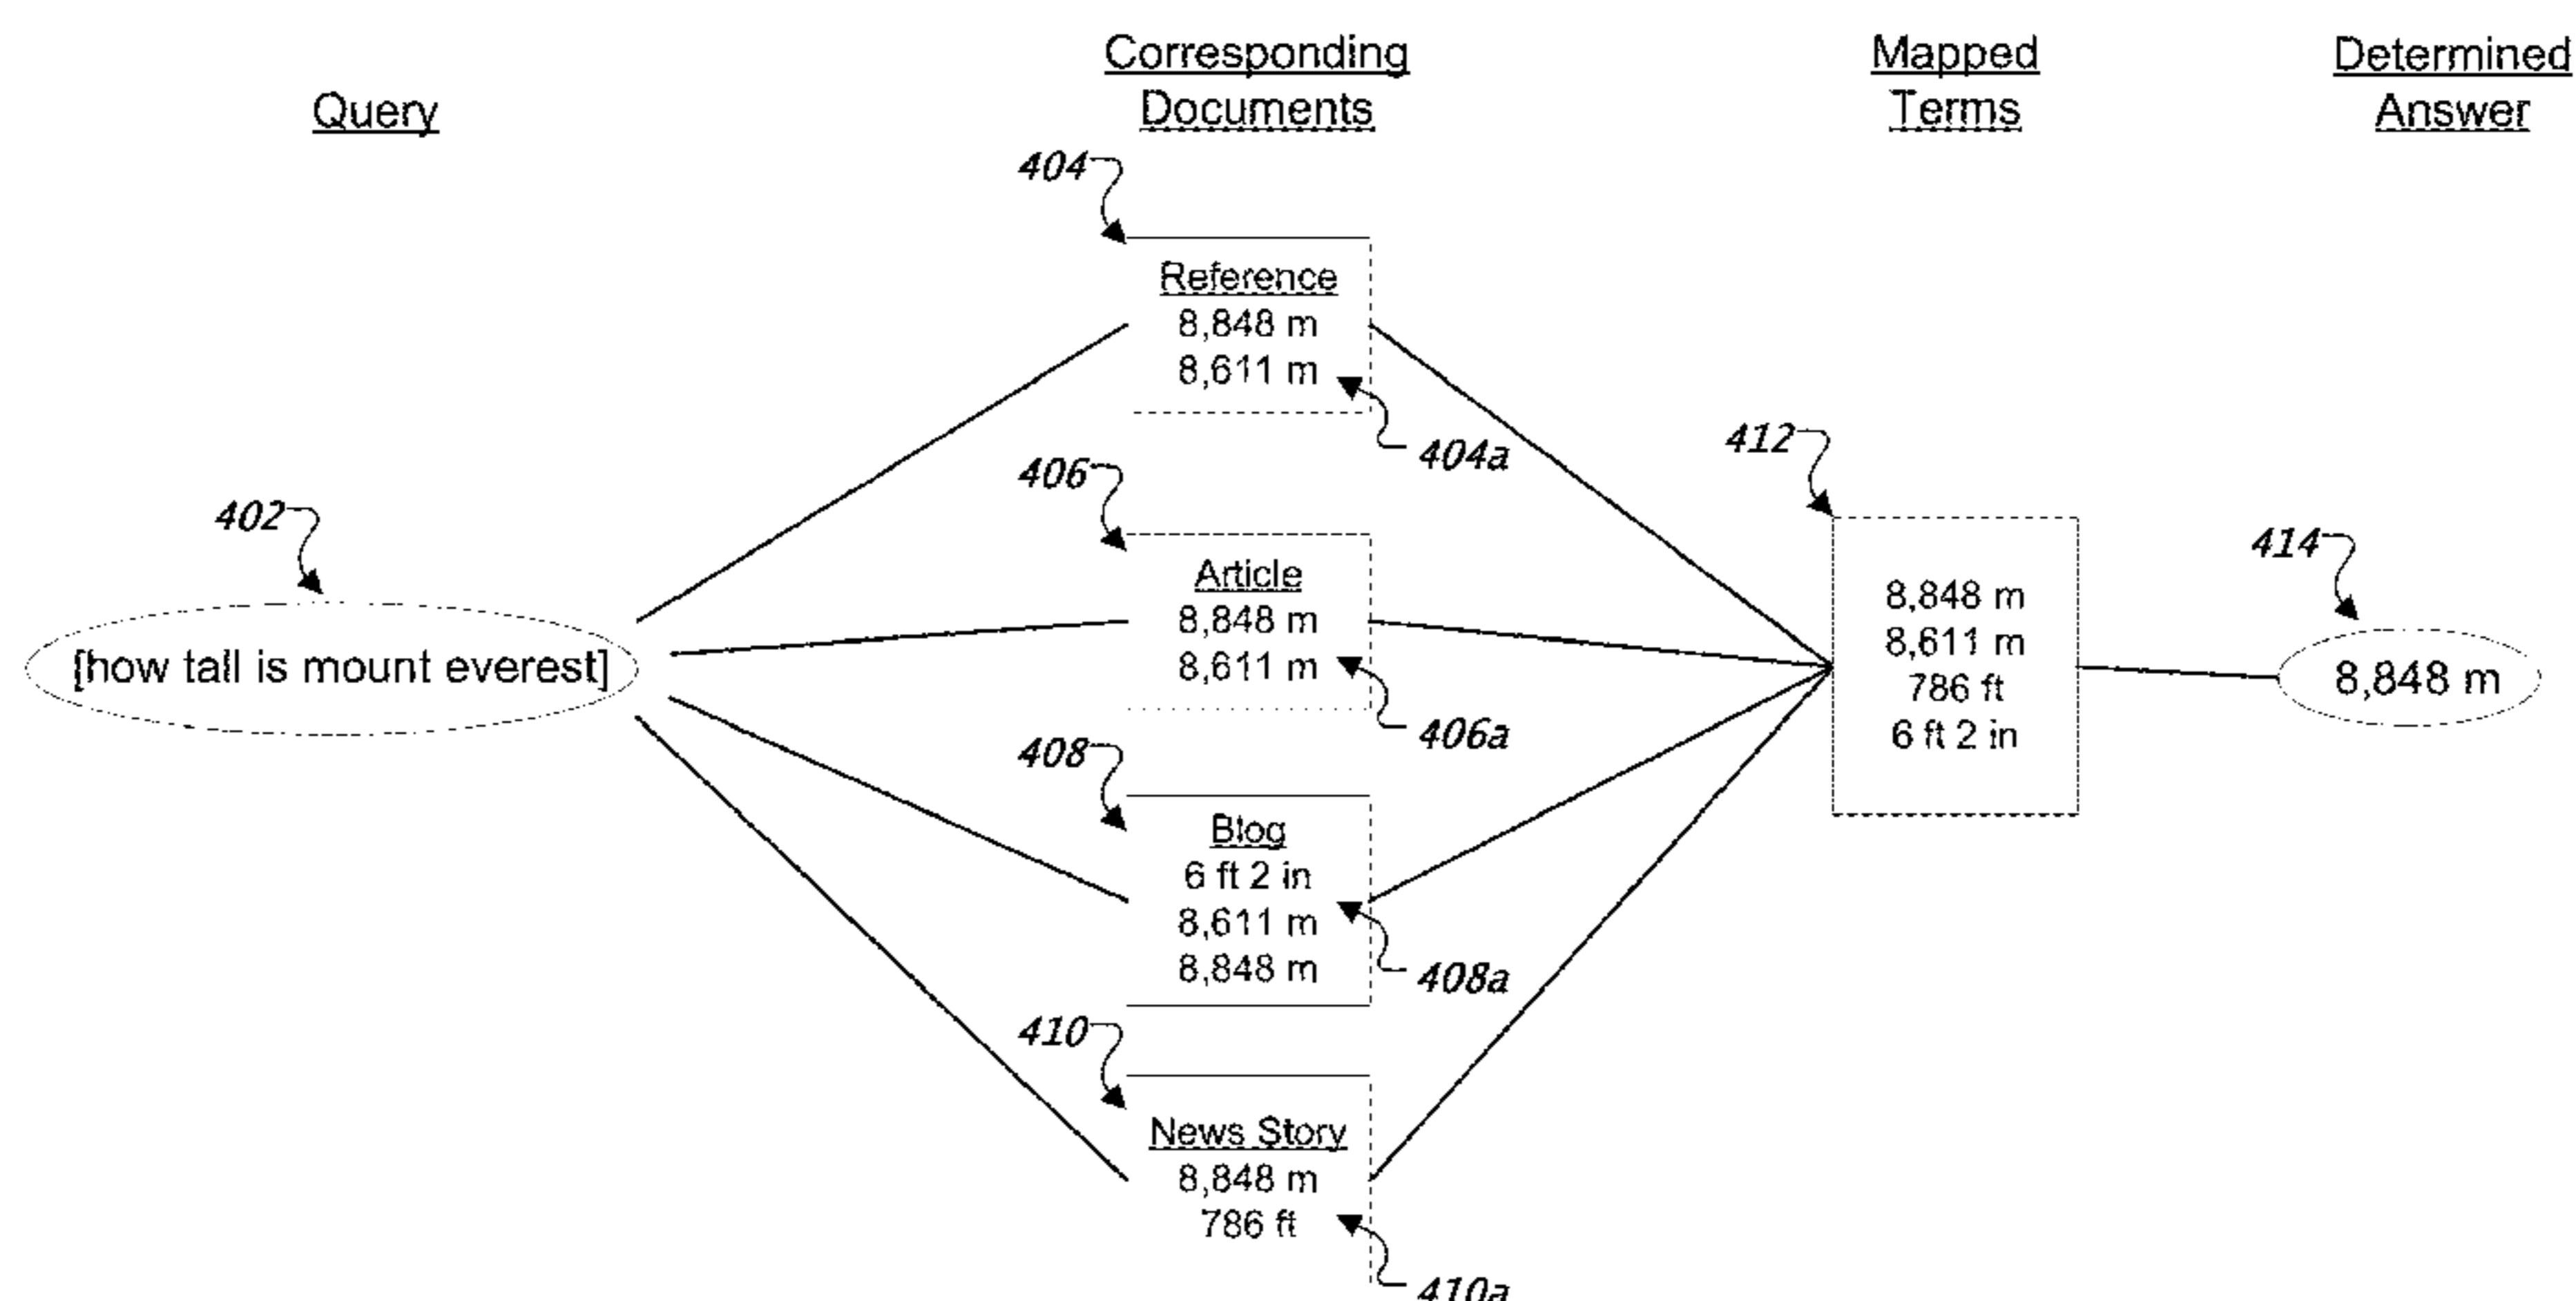 Query
Corresponding
Documents
Mapped
Terms
Determined
Answer
404
Reference
8,848 m
8,611 m
404a
402
[how tall is mount everest]
406
Article
8,848 m
8,611 m
406a
408
Blog
6 ft 2 in
8,611 m
8,848 m
408a
410
News Story
8,848 m
786 ft
410a
412
8,848 m
8,611 m
786 ft
6 ft 2 in
414
8,848 m